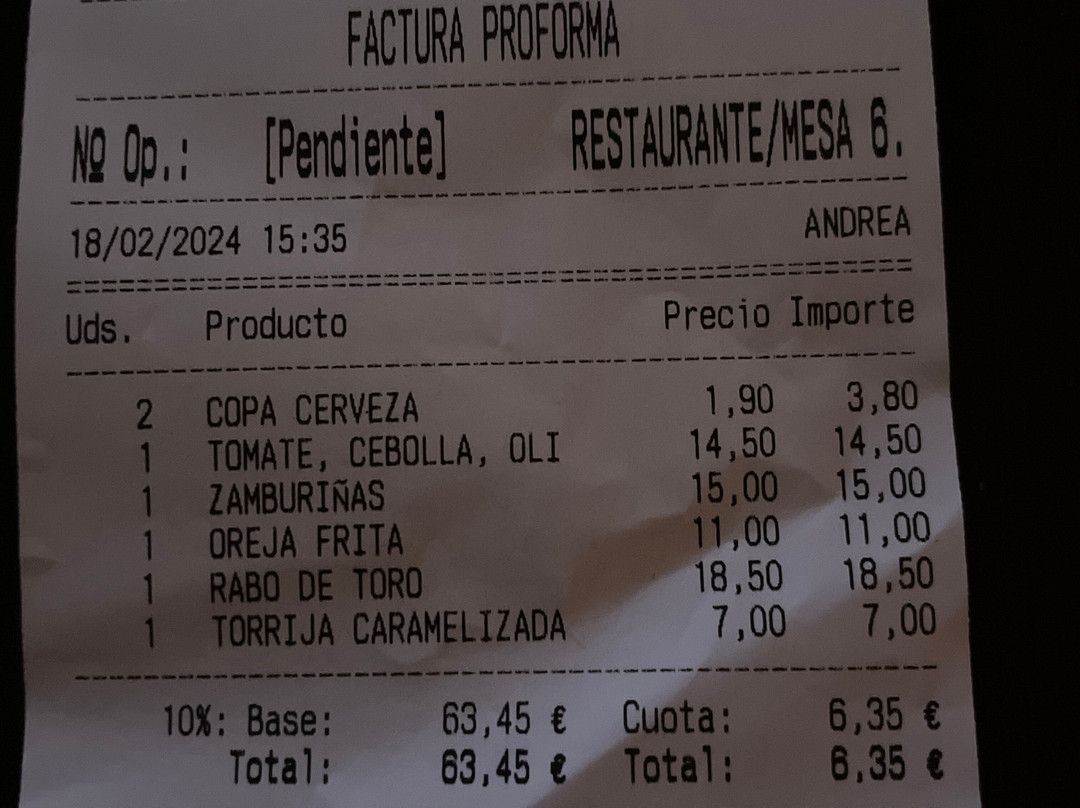 FACTURA PROFORMA
Nº Op.: [Pendiente] RESTAURANTE/MESA 6.
18/02/2024 15:35 ANDREA
Uds. Producto Precio Importe
2 COPA CERVEZA 1,90 3,80
1 TOMATE, CEBOLLA, OLI 14,50 14,50
1 ZAMBURIÑAS 15,00 15,00
1 OREJA FRITA 11,00 11,00
1 RABO DE TORO 18,50 18,50
1 TORRIJA CARAMELIZADA 7,00 7,00
10%: Base: 63,45 € Cuota: 6,35 €
Total: 63,45 € Total: 6,35 €